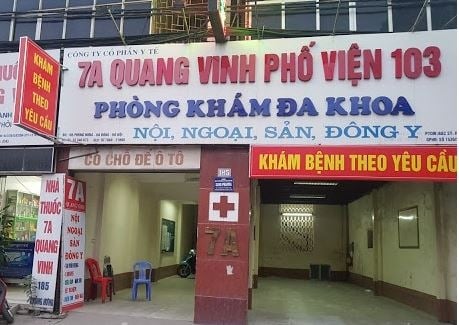 CÔNG TY CỔ PHẦN Y TẾ
7A QUANG VINH PHỐ VIỆN 103
PHÒNG KHÁM ĐA KHOA
NỘI, NGOẠI, SẢN, ĐÔNG Y
KHÁM BỆNH THEO YÊU CẦU
CÓ CHỖ ĐỂ Ô TÔ
KHÁM BỆNH THEO YÊU CẦU
185
7A
NHÀ THUỐC 7A QUANG VINH
185
7A
NỘI
NGOẠI
SẢN
ĐÔNG Y